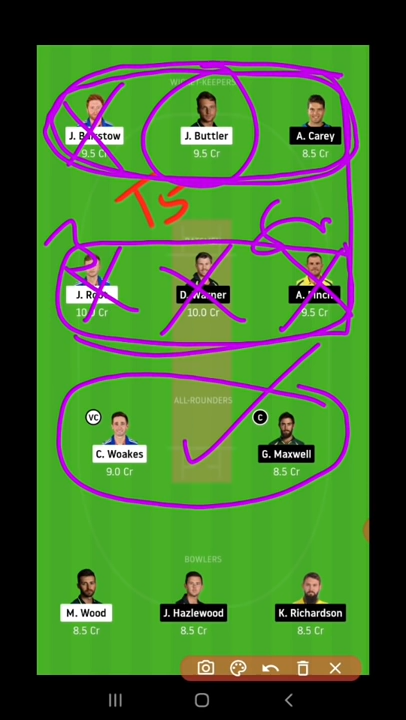 WICKET-KEEPERS
J. Bairstow J. Buttler A. Carey
9.5 Cr 9.5 Cr 8.5 Cr
Ts
J. Root D. Warner A. Finch
10.0 Cr 10.0 Cr 9.5 Cr
ALL-ROUNDERS
VC C
C. Woakes G. Maxwell
9.0 Cr 8.5 Cr
BOWLERS
M. Wood J. Hazlewood K. Richardson
8.5 Cr 8.5 Cr 8.5 Cr